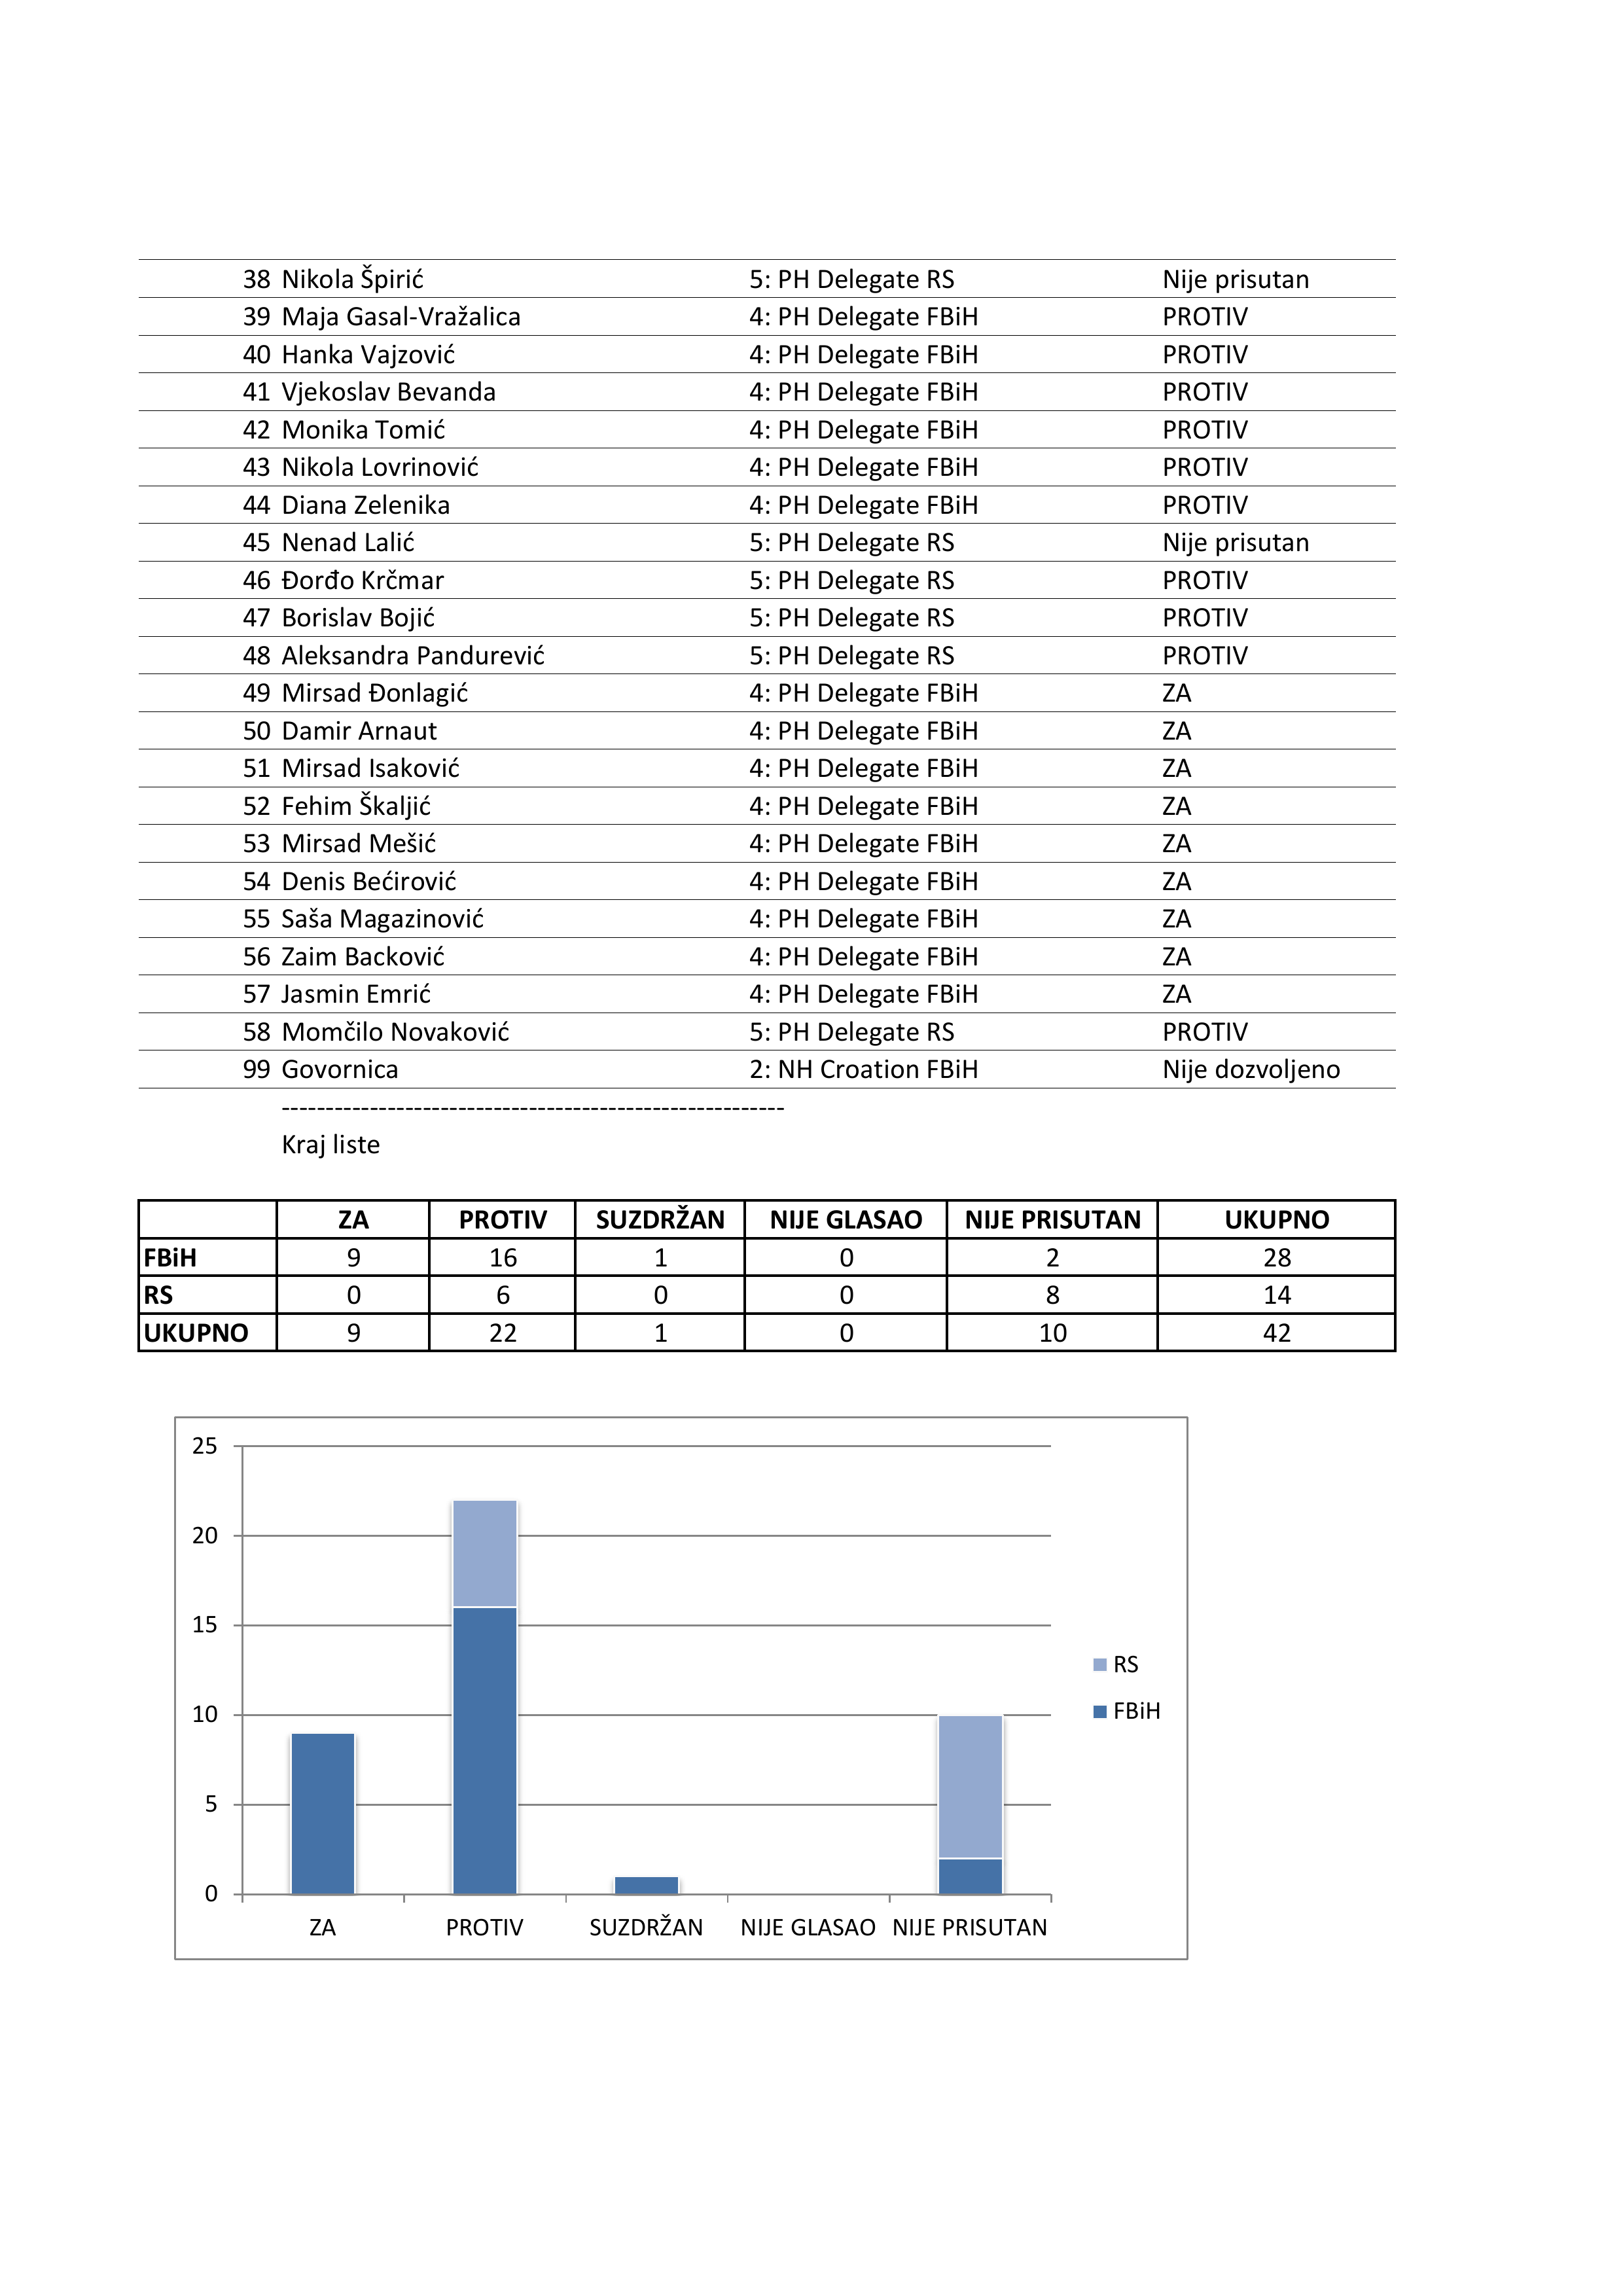 38 Nikola Špirić 5: PH Delegate RS Nije prisutan
39 Maja Gasal-Vražalica 4: PH Delegate FBiH PROTIV
40 Hanka Vajzović 4: PH Delegate FBiH PROTIV
41 Vjekoslav Bevanda 4: PH Delegate FBiH PROTIV
42 Monika Tomić 4: PH Delegate FBiH PROTIV
43 Nikola Lovrinović 4: PH Delegate FBiH PROTIV
44 Diana Zelenika 4: PH Delegate FBiH PROTIV
45 Nenad Lalić 5: PH Delegate RS Nije prisutan
46 Đorđo Krčmar 5: PH Delegate RS PROTIV
47 Borislav Bojić 5: PH Delegate RS PROTIV
48 Aleksandra Pandurević 5: PH Delegate RS PROTIV
49 Mirsad Đonlagić 4: PH Delegate FBiH ZA
50 Damir Arnaut 4: PH Delegate FBiH ZA
51 Mirsad Isaković 4: PH Delegate FBiH ZA
52 Fehim Škaljić 4: PH Delegate FBiH ZA
53 Mirsad Mešić 4: PH Delegate FBiH ZA
54 Denis Bećirović 4: PH Delegate FBiH ZA
55 Saša Magazinović 4: PH Delegate FBiH ZA
56 Zaim Backović 4: PH Delegate FBiH ZA
57 Jasmin Emrić 4: PH Delegate FBiH ZA
58 Momčilo Novaković 5: PH Delegate RS PROTIV
99 Govornica 2: NH Croation FBiH Nije dozvoljeno
---------------------------------------------------------
Kraj liste
ZA PROTIV SUZDRŽAN NIJE GLASAO NIJE PRISUTAN UKUPNO
FBiH 9 16 1 0 2 28
RS 0 6 0 0 8 14
UKUPNO 9 22 1 0 10 42
25
20
15
10
5
0
ZA PROTIV SUZDRŽAN NIJE GLASAO NIJE PRISUTAN
RS
FBiH